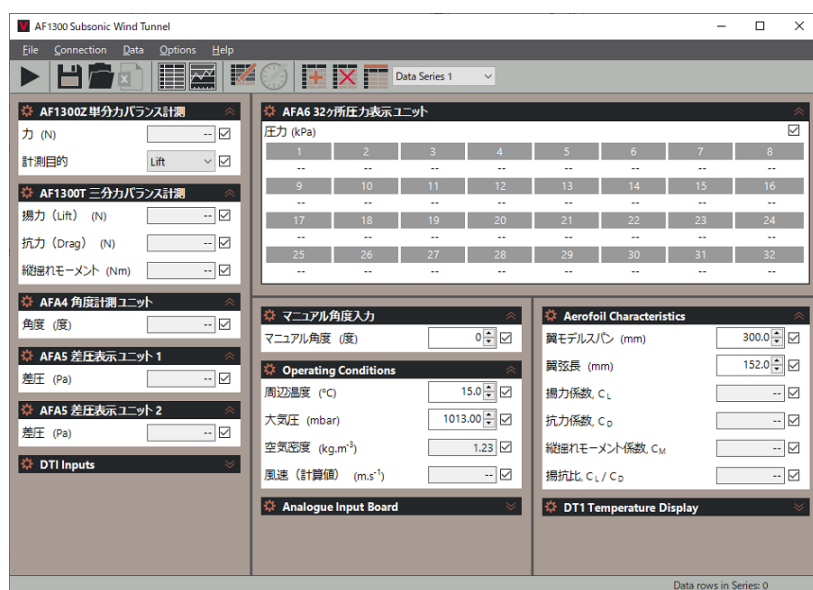 AF1300 Subsonic Wind Tunnel
File Connection Data Options Help
Data Series 1
AF1300Z 単分力バランス計測
力 (N) --
計測目的 Lift
AF1300T 三分力バランス計測
揚力（Lift） (N) --
抗力（Drag） (N) --
縦揺れモーメント (Nm) --
AFA4 角度計測ユニット
角度 (度) --
AFA5 差圧表示ユニット 1
差圧 (Pa) --
AFA5 差圧表示ユニット 2
差圧 (Pa) --
DTI Inputs
AFA6 32ヶ所圧力表示ユニット
圧力 (kPa)
1 2 3 4 5 6 7 8
-- -- -- -- -- -- -- --
9 10 11 12 13 14 15 16
-- -- -- -- -- -- -- --
17 18 19 20 21 22 23 24
-- -- -- -- -- -- -- --
25 26 27 28 29 30 31 32
-- -- -- -- -- -- -- --
マニュアル角度入力
マニュアル角度 (度) 0
Operating Conditions
周辺温度 (°C) 15.0
大気圧 (mbar) 1013.00
空気密度 (kg.m⁻³) 1.23
風速（計算値） (m.s⁻¹) --
Analogue Input Board
Aerofoil Characteristics
翼モデルスパン (mm) 300.0
翼弦長 (mm) 152.0
揚力係数, C L --
抗力係数, C D --
縦揺れモーメント係数, C M --
揚抗比, C L / C D --
DT1 Temperature Display
Data rows in Series: 0